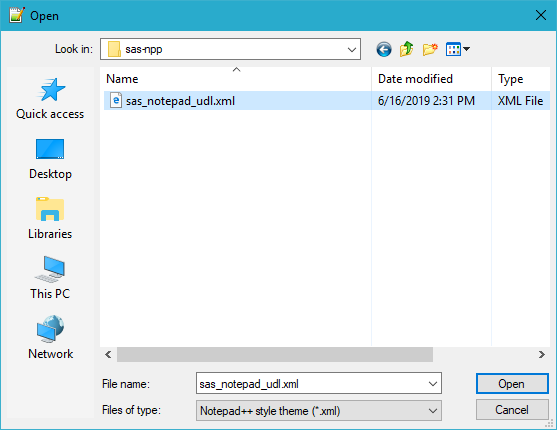 Open
Look in: sas-npp
Name Date modified Type
sas_notepad_udl.xml 6/16/2019 2:31 PM XML File
Quick access
Desktop
Libraries
This PC
Network
File name: sas_notepad_udl.xml Open
Files of type: Notepad++ style theme (*.xml) Cancel